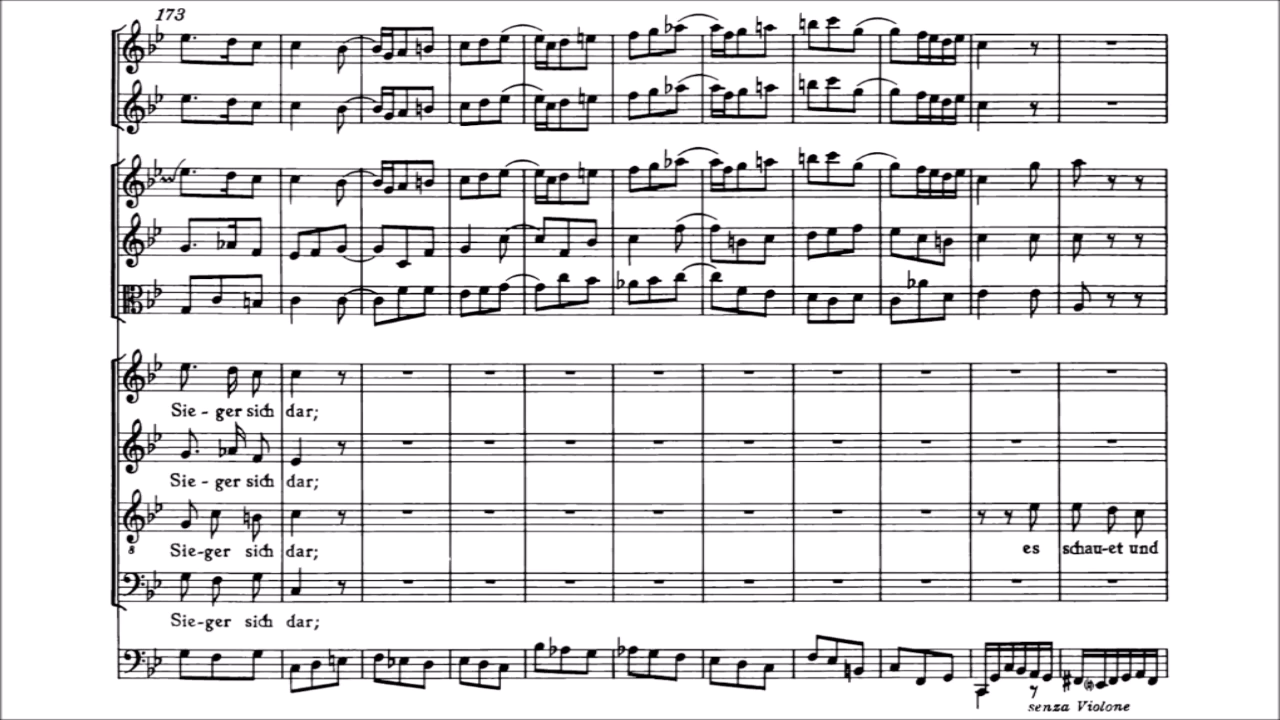 173
Sie - ger sich dar;
Sie - ger sich dar;
8
Sie-ger sich dar;
es schau-et und
Sie-ger sich dar;
senza Violone